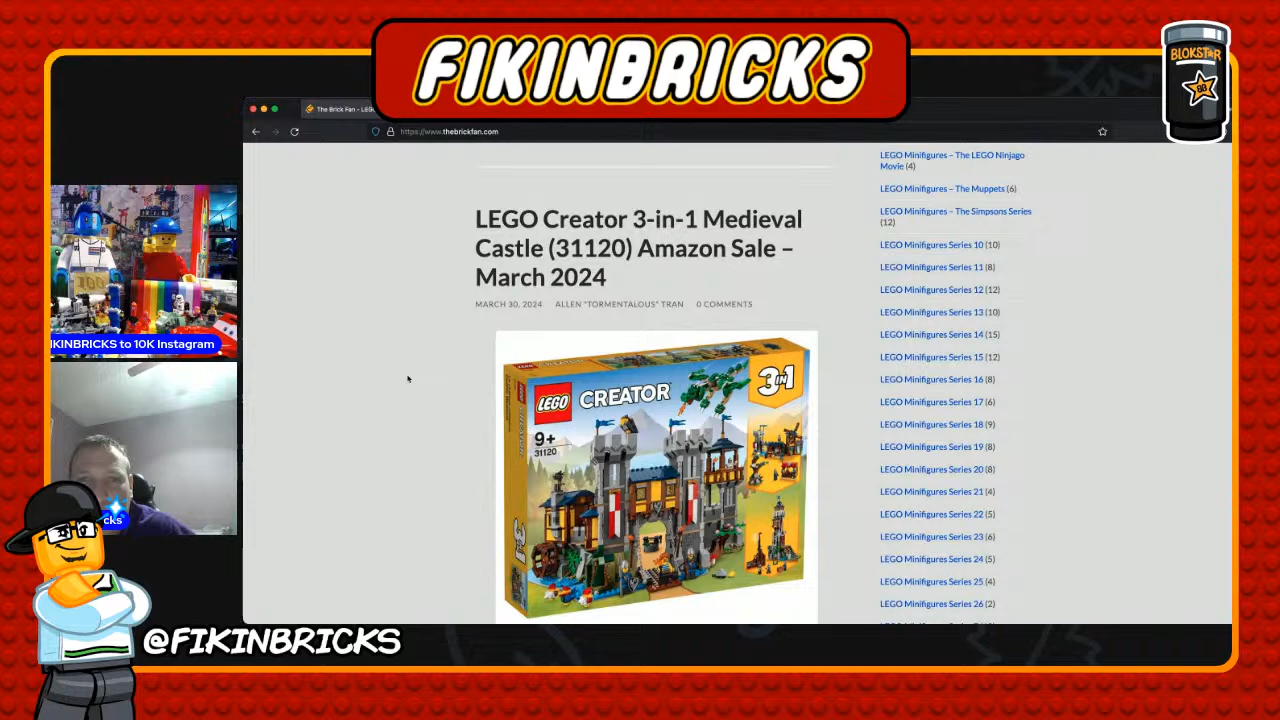 FIKINBRICKS
BLOKSTAR
The Brick Fan - LEG
https://www.thebrickfan.com
LEGO Creator 3-in-1 Medieval
Castle (31120) Amazon Sale –
March 2024
MARCH 30, 2024 ALLEN "TORMENTALOUS" TRAN 0 COMMENTS
LEGO CREATOR 3IN1
9+
31120
3IN1
LEGO Minifigures – The LEGO Ninjago
Movie (4)
LEGO Minifigures – The Muppets (6)
LEGO Minifigures – The Simpsons Series
(12)
LEGO Minifigures Series 10 (10)
LEGO Minifigures Series 11 (8)
LEGO Minifigures Series 12 (12)
LEGO Minifigures Series 13 (10)
LEGO Minifigures Series 14 (15)
LEGO Minifigures Series 15 (12)
LEGO Minifigures Series 16 (8)
LEGO Minifigures Series 17 (6)
LEGO Minifigures Series 18 (9)
LEGO Minifigures Series 19 (8)
LEGO Minifigures Series 20 (8)
LEGO Minifigures Series 21 (4)
LEGO Minifigures Series 22 (5)
LEGO Minifigures Series 23 (6)
LEGO Minifigures Series 24 (5)
LEGO Minifigures Series 25 (4)
LEGO Minifigures Series 26 (2)
IKINBRICKS to 10K Instagram
cks
@FIKINBRICKS